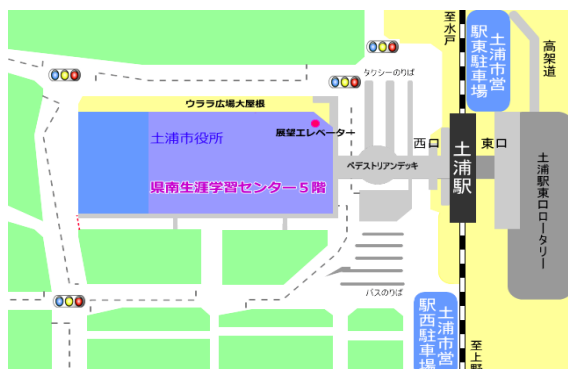 至水戸
土浦市営
駅東駐車場
高架道
タクシーのりば
ウララ広場大屋根
展望エレベーター
土浦市役所
西口
土浦駅
東口
ペデストリアンデッキ
県南生涯学習センター５階
土浦駅東口ロータリー
バスのりば
土浦市営
駅西駐車場
至上野